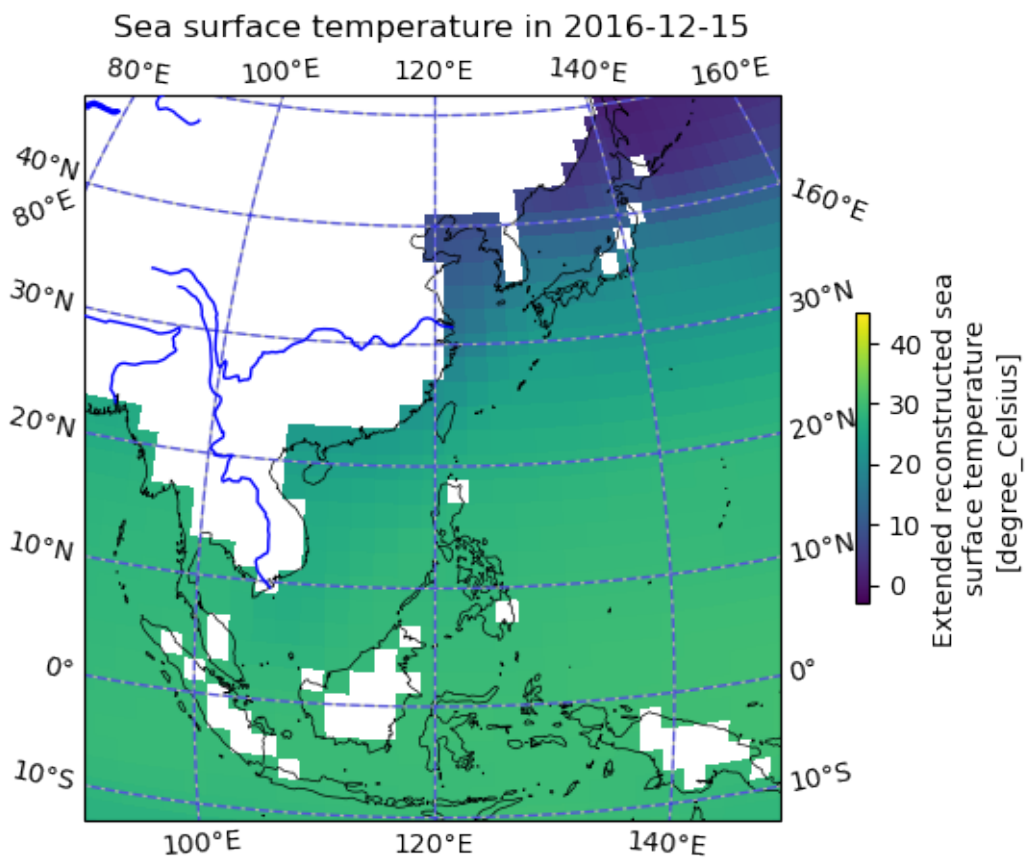 Sea surface temperature in 2016-12-15
80°E 100°E 120°E 140°E 160°E
40°N
80°E
160°E
30°N
30°N
20°N
20°N
10°N
10°N
0°
0°
10°S
10°S
100°E 120°E 140°E
40
30
20
10
0
Extended reconstructed sea
surface temperature
[degree_Celsius]